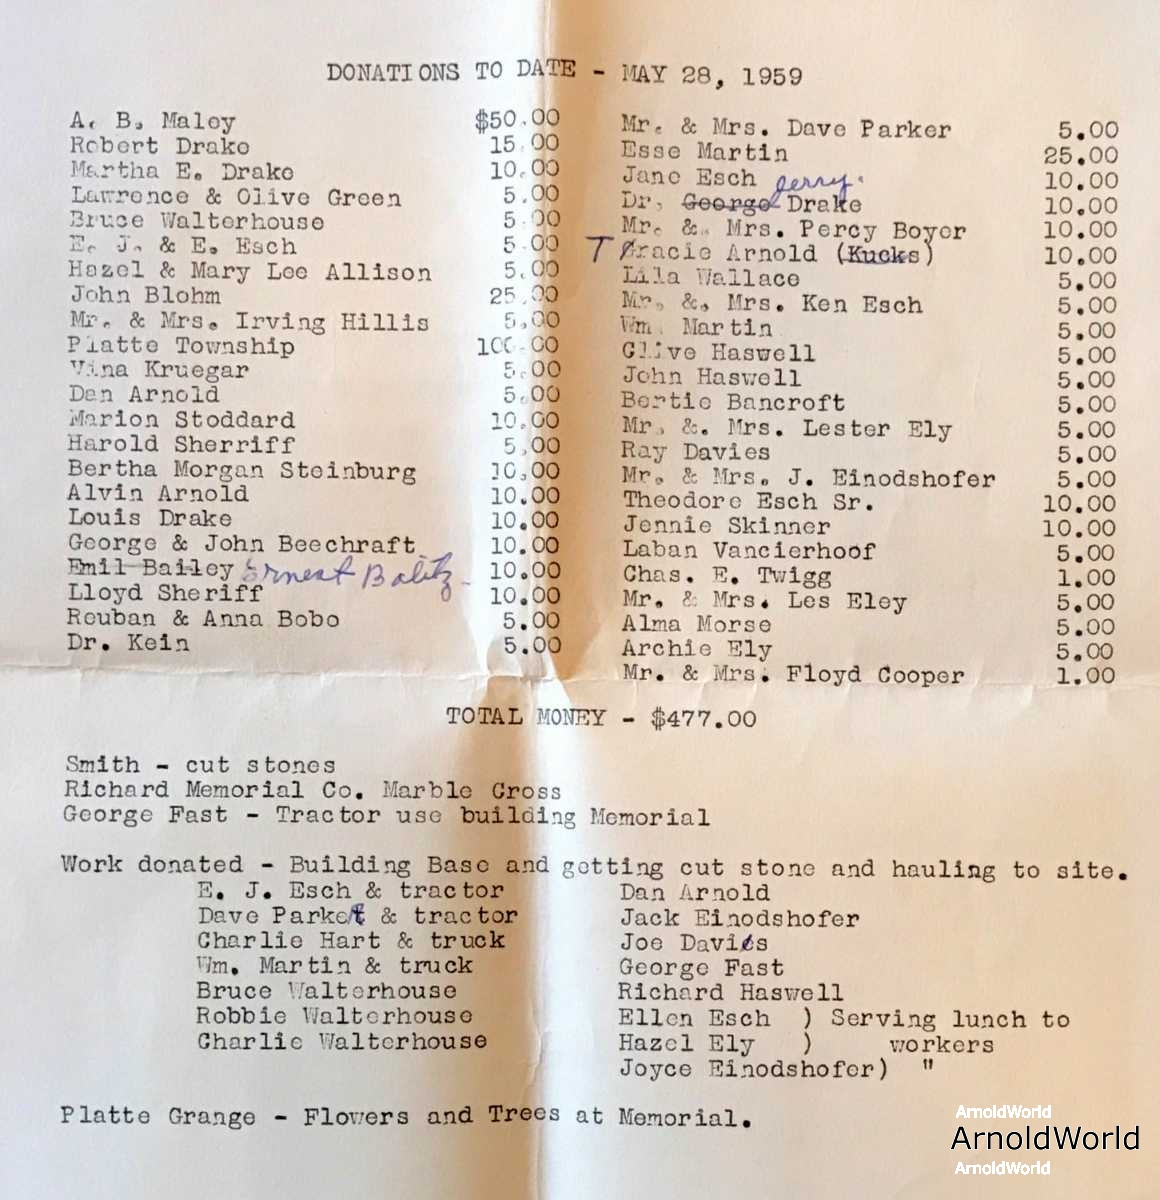 DONATIONS TO DATE - MAY 28, 1959
A. B. Maley $50.00
Robert Drake 15.00
Martha E. Drake 10.00
Lawrence & Olive Green 5.00
Bruce Walterhouse 5.00
E. J. & E. Esch 5.00
Hazel & Mary Lee Allison 5.00
John Blohm 25.00
Mr. & Mrs. Irving Hillis 5.00
Platte Township 100.00
Vina Kruegar 5.00
Dan Arnold 5.00
Marion Stoddard 10.00
Harold Sherriff 5.00
Bertha Morgan Steinburg 10.00
Alvin Arnold 10.00
Louis Drake 10.00
George & John Beechraft 10.00
Emil Bailey Ernest Balitz 10.00
Lloyd Sheriff 10.00
Reuban & Anna Bobo 5.00
Dr. Kein 5.00
Mr. & Mrs. Dave Parker 5.00
Esse Martin 25.00
Jane Esch 10.00
Dr. George Jerry Drake 10.00
Mr. & Mrs. Percy Boyer 10.00
T Gracie Arnold (Kucks) 10.00
Lila Wallace 5.00
Mr. &. Mrs. Ken Esch 5.00
Wm. Martin 5.00
Olive Haswell 5.00
John Haswell 5.00
Bertie Bancroft 5.00
Mr. &. Mrs. Lester Ely 5.00
Ray Davies 5.00
Mr. & Mrs. J. Einodshofer 5.00
Theodore Esch Sr. 10.00
Jennie Skinner 10.00
Laban Vancierhoof 5.00
Chas. E. Twigg 1.00
Mr. & Mrs. Les Eley 5.00
Alma Morse 5.00
Archie Ely 5.00
Mr. & Mrs. Floyd Cooper 1.00
TOTAL MONEY - $477.00
Smith - cut stones
Richard Memorial Co. Marble Cross
George Fast - Tractor use building Memorial
Work donated - Building Base and getting cut stone and hauling to site.
E. J. Esch & tractor
Dave Parket & tractor
Charlie Hart & truck
Wm. Martin & truck
Bruce Walterhouse
Robbie Walterhouse
Charlie Walterhouse
Dan Arnold
Jack Einodshofer
Joe Davies
George Fast
Richard Haswell
Ellen Esch ) Serving lunch to
Hazel Ely ) workers
Joyce Einodshofer) "
Platte Grange - Flowers and Trees at Memorial.
ArnoldWorld
ArnoldWorld
ArnoldWorld